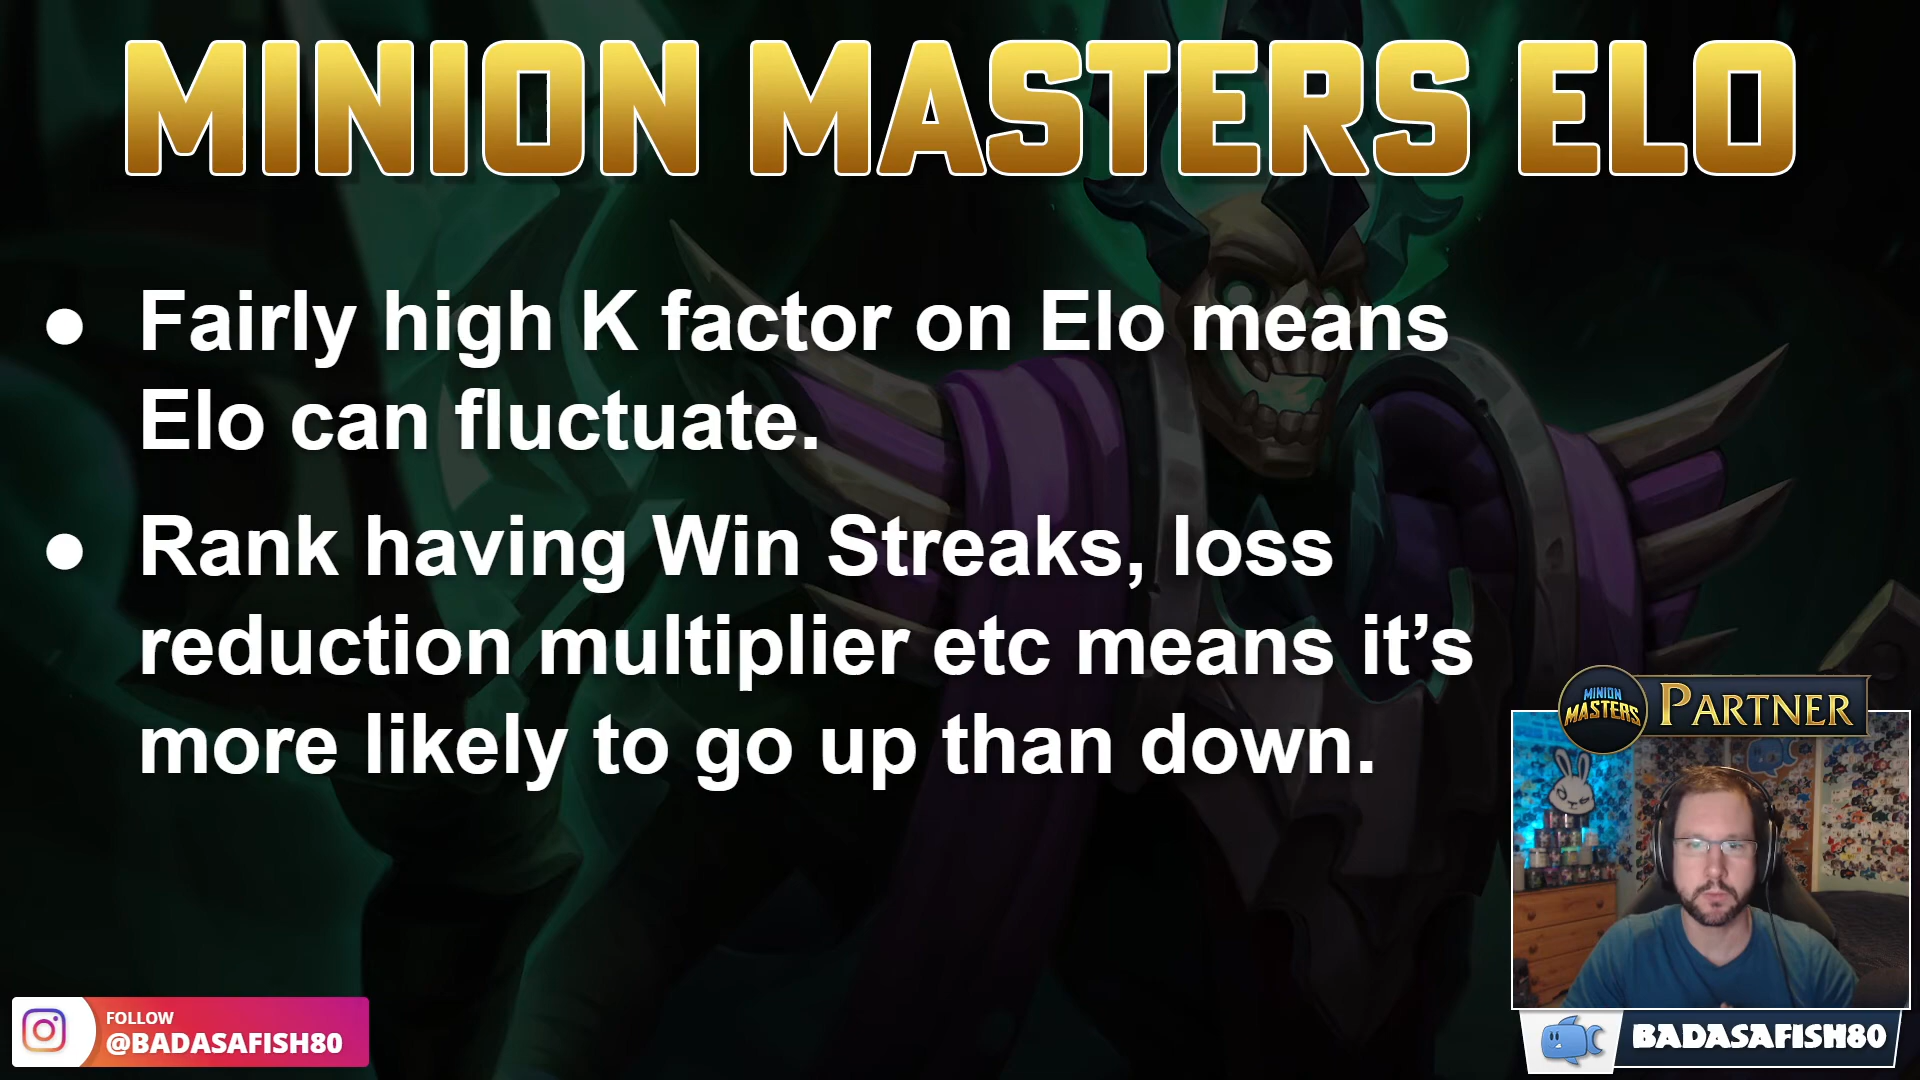 MINION MASTERS ELO
● Fairly high K factor on Elo means
Elo can fluctuate.
● Rank having Win Streaks, loss
reduction multiplier etc means it’s
more likely to go up than down.
MINION
MASTERS
PARTNER
FOLLOW
@BADASAFISH80
BADASAFISH80